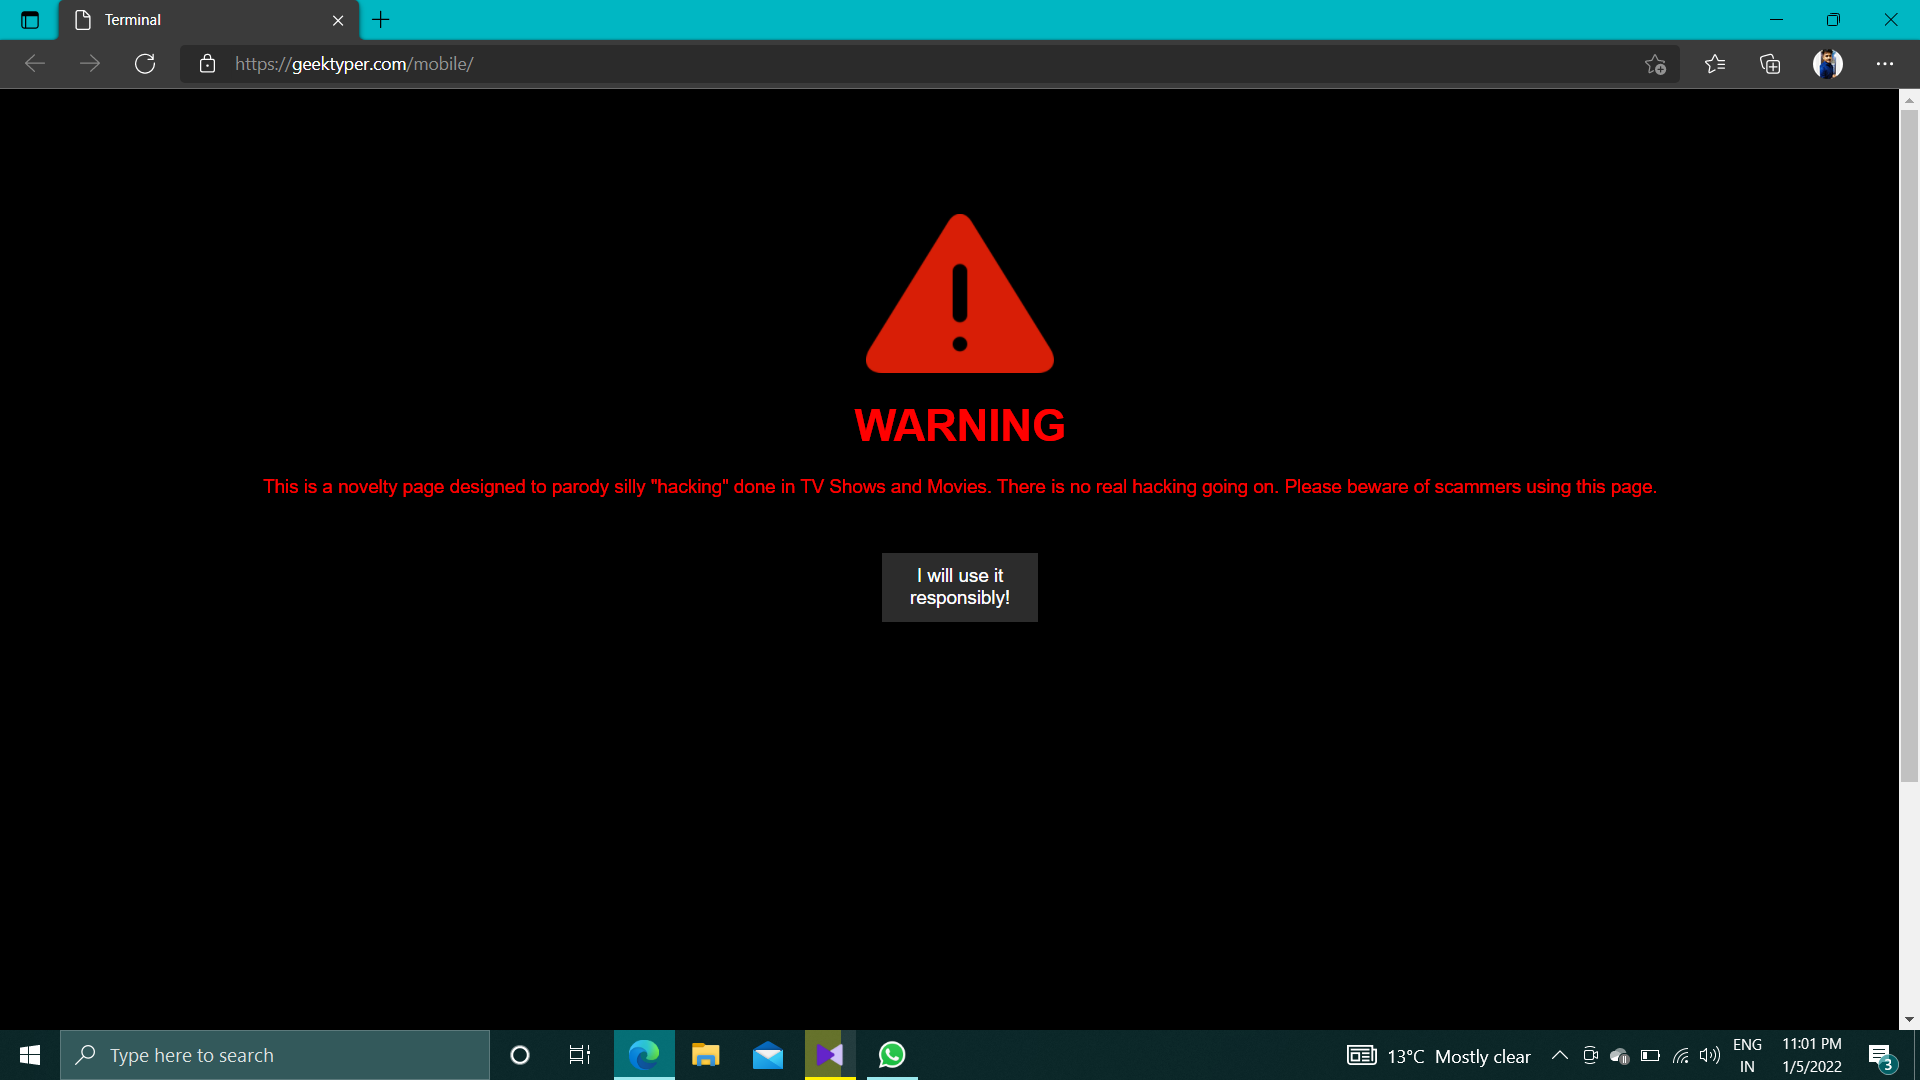 Terminal
https://geektyper.com/mobile/
WARNING
This is a novelty page designed to parody silly "hacking" done in TV Shows and Movies. There is no real hacking going on. Please beware of scammers using this page.
I will use it
responsibly!
Type here to search
13°C Mostly clear
ENG
IN
11:01 PM
1/5/2022
3